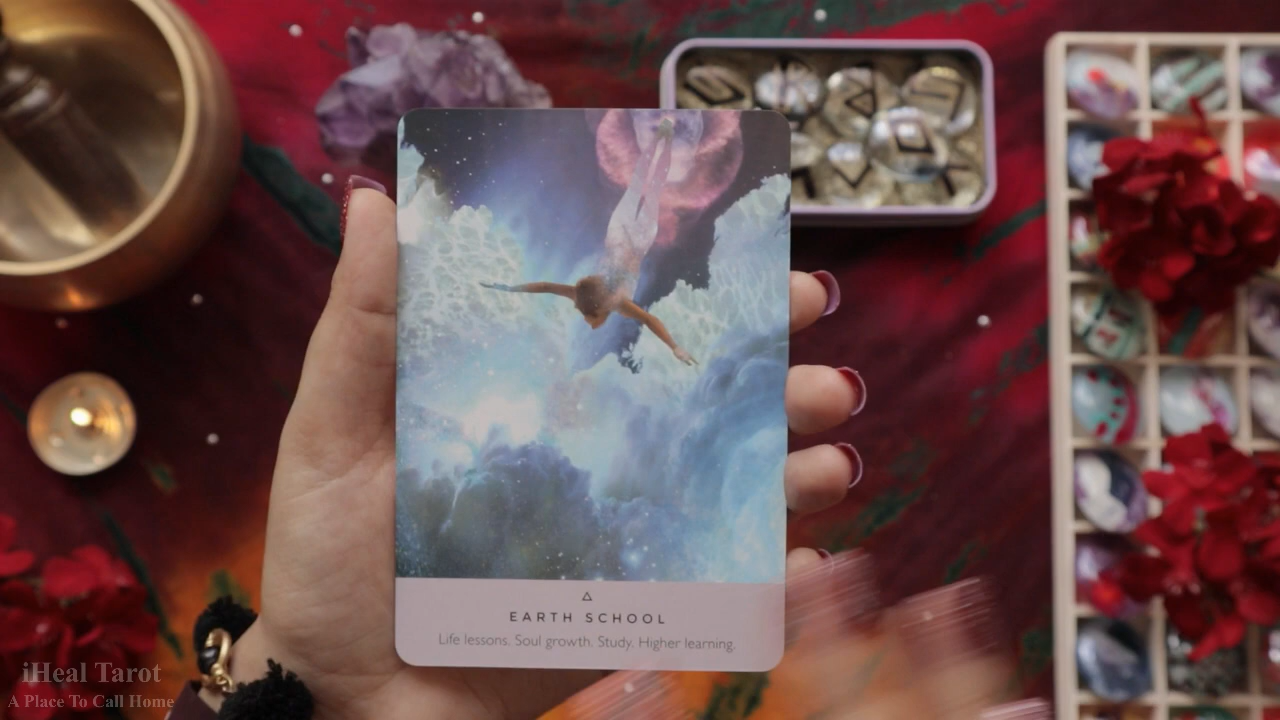 EARTH SCHOOL
Life lessons. Soul growth. Study. Higher learning.
iHeal Tarot
A Place To Call Home